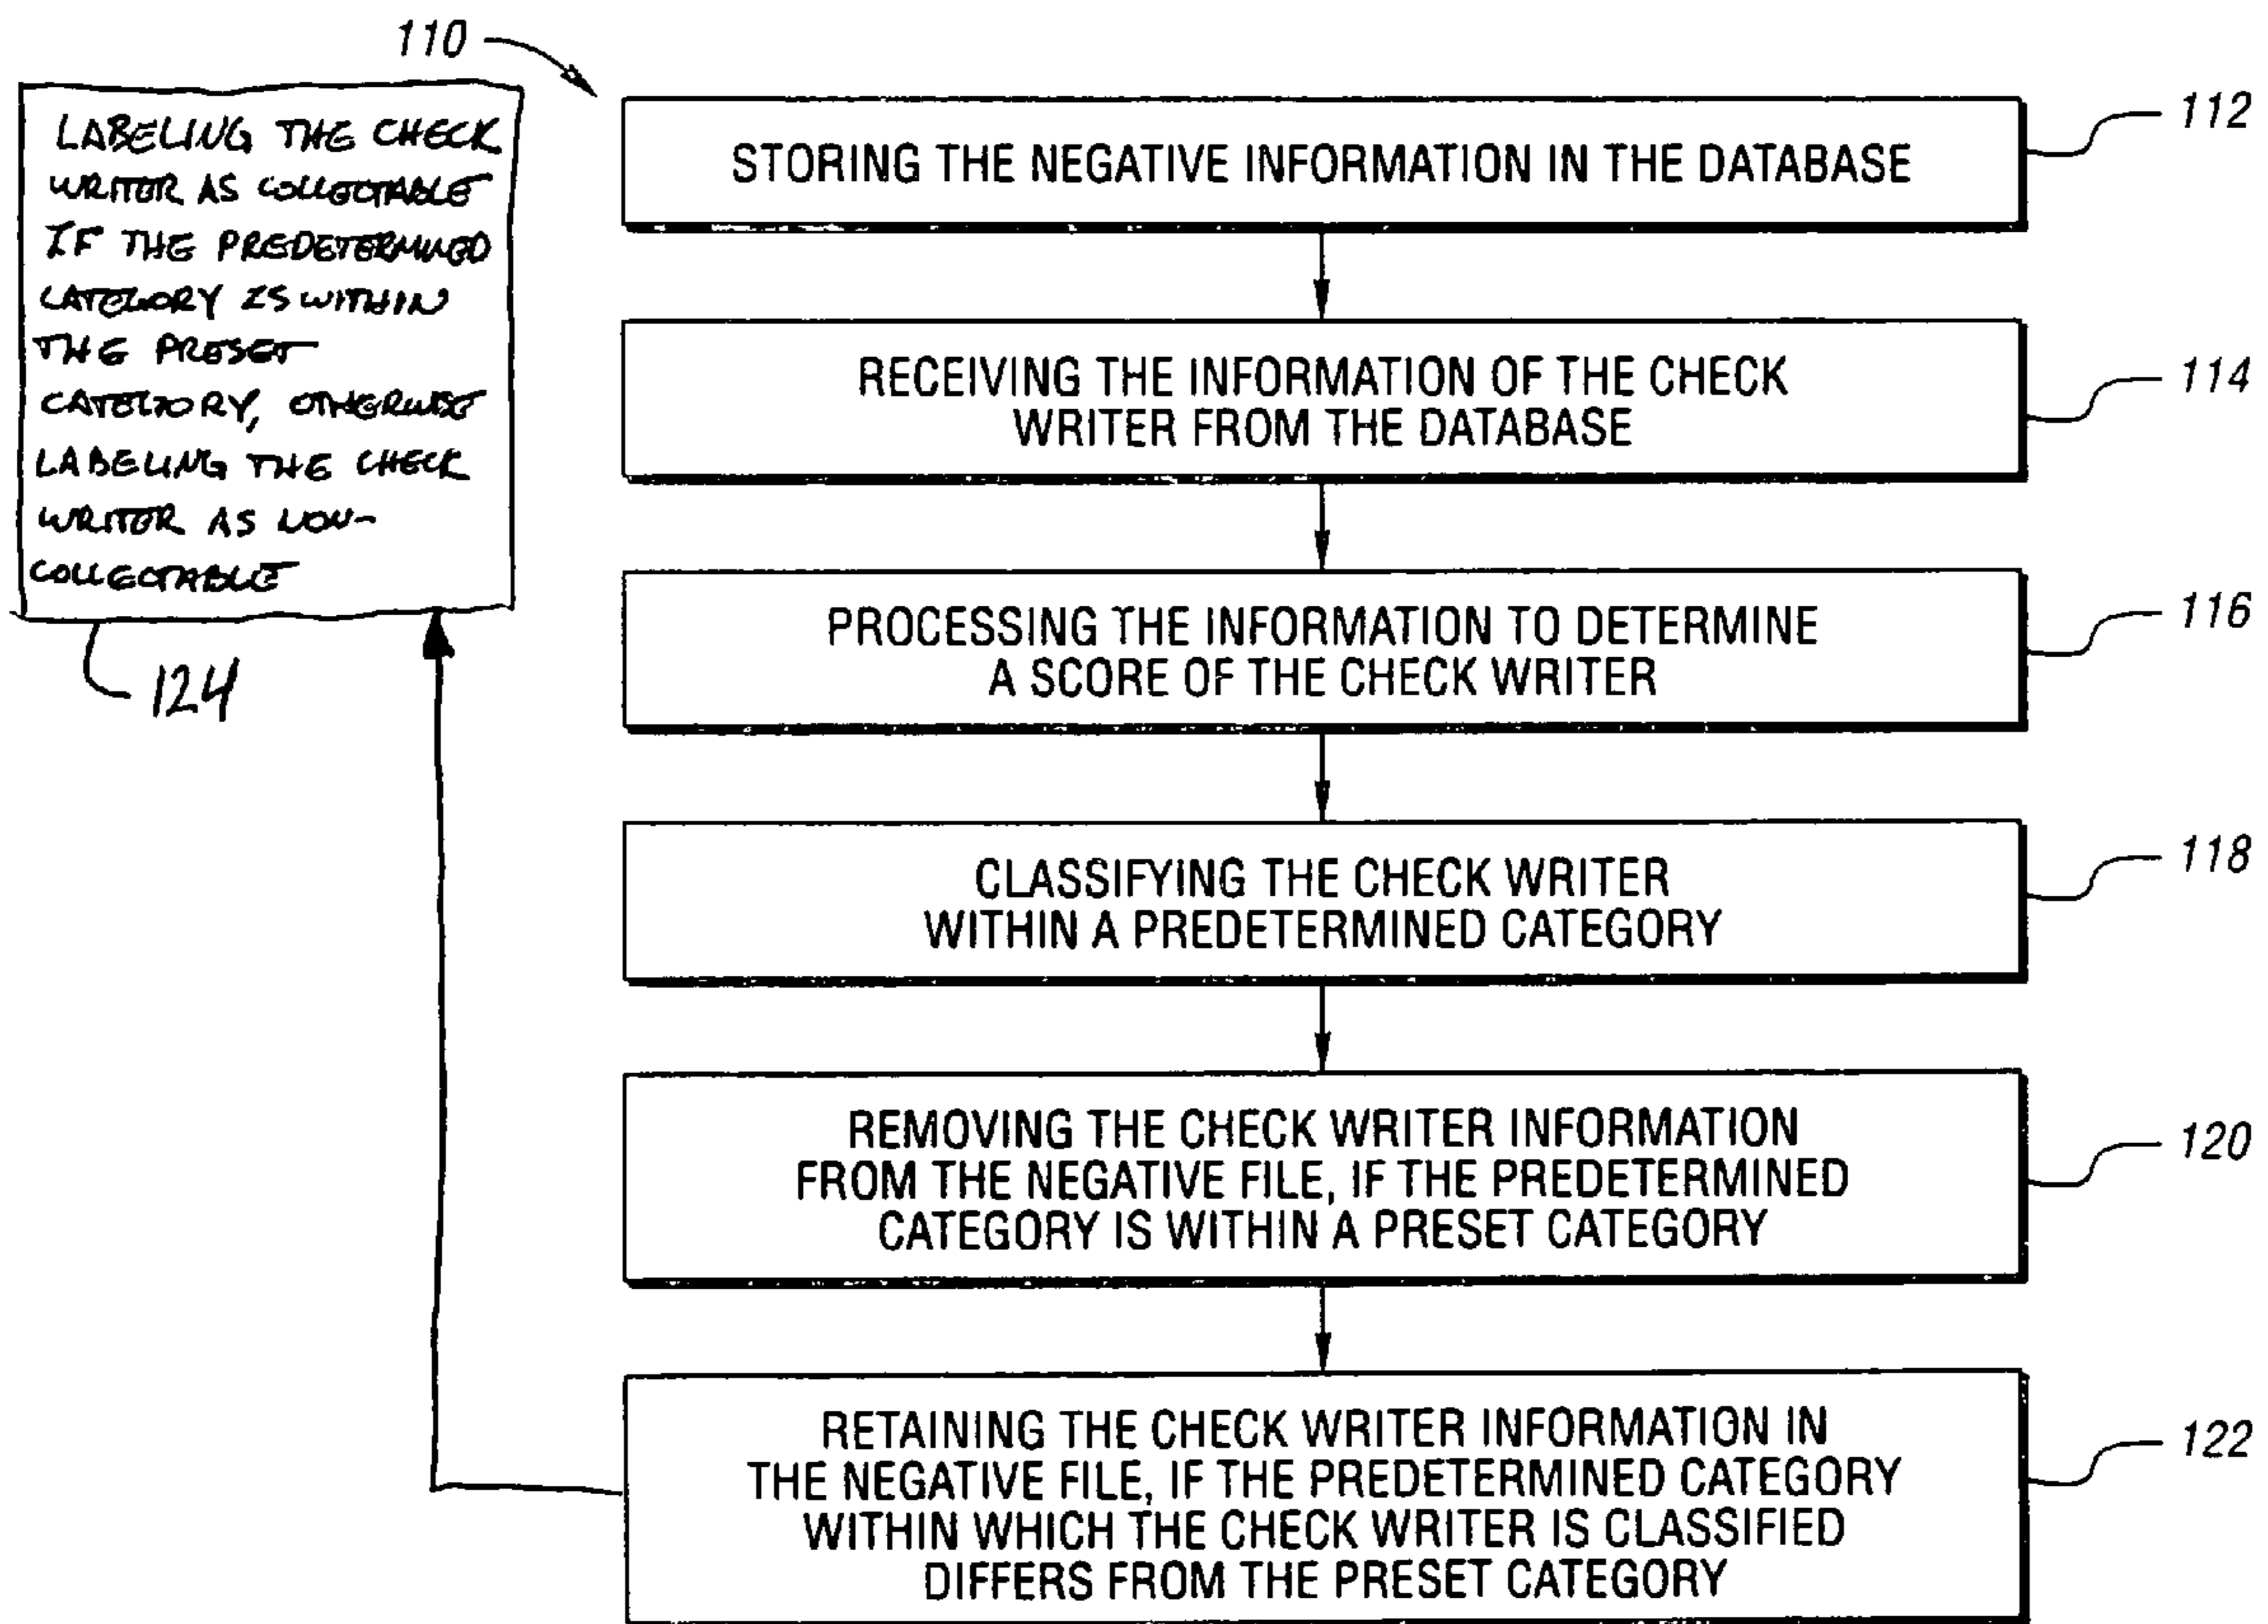 110
LABELING THE CHECK
WRITER AS COLLECTABLE
IF THE PREDETERMINED
CATEGORY IS WITHIN
THE PRESET
CATEGORY, OTHERWISE
LABELING THE CHECK
WRITER AS NON-
COLLECTABLE
124
STORING THE NEGATIVE INFORMATION IN THE DATABASE
112
RECEIVING THE INFORMATION OF THE CHECK
WRITER FROM THE DATABASE
114
PROCESSING THE INFORMATION TO DETERMINE
A SCORE OF THE CHECK WRITER
116
CLASSIFYING THE CHECK WRITER
WITHIN A PREDETERMINED CATEGORY
118
REMOVING THE CHECK WRITER INFORMATION
FROM THE NEGATIVE FILE, IF THE PREDETERMINED
CATEGORY IS WITHIN A PRESET CATEGORY
120
RETAINING THE CHECK WRITER INFORMATION IN
THE NEGATIVE FILE, IF THE PREDETERMINED CATEGORY
WITHIN WHICH THE CHECK WRITER IS CLASSIFIED
DIFFERS FROM THE PRESET CATEGORY
122